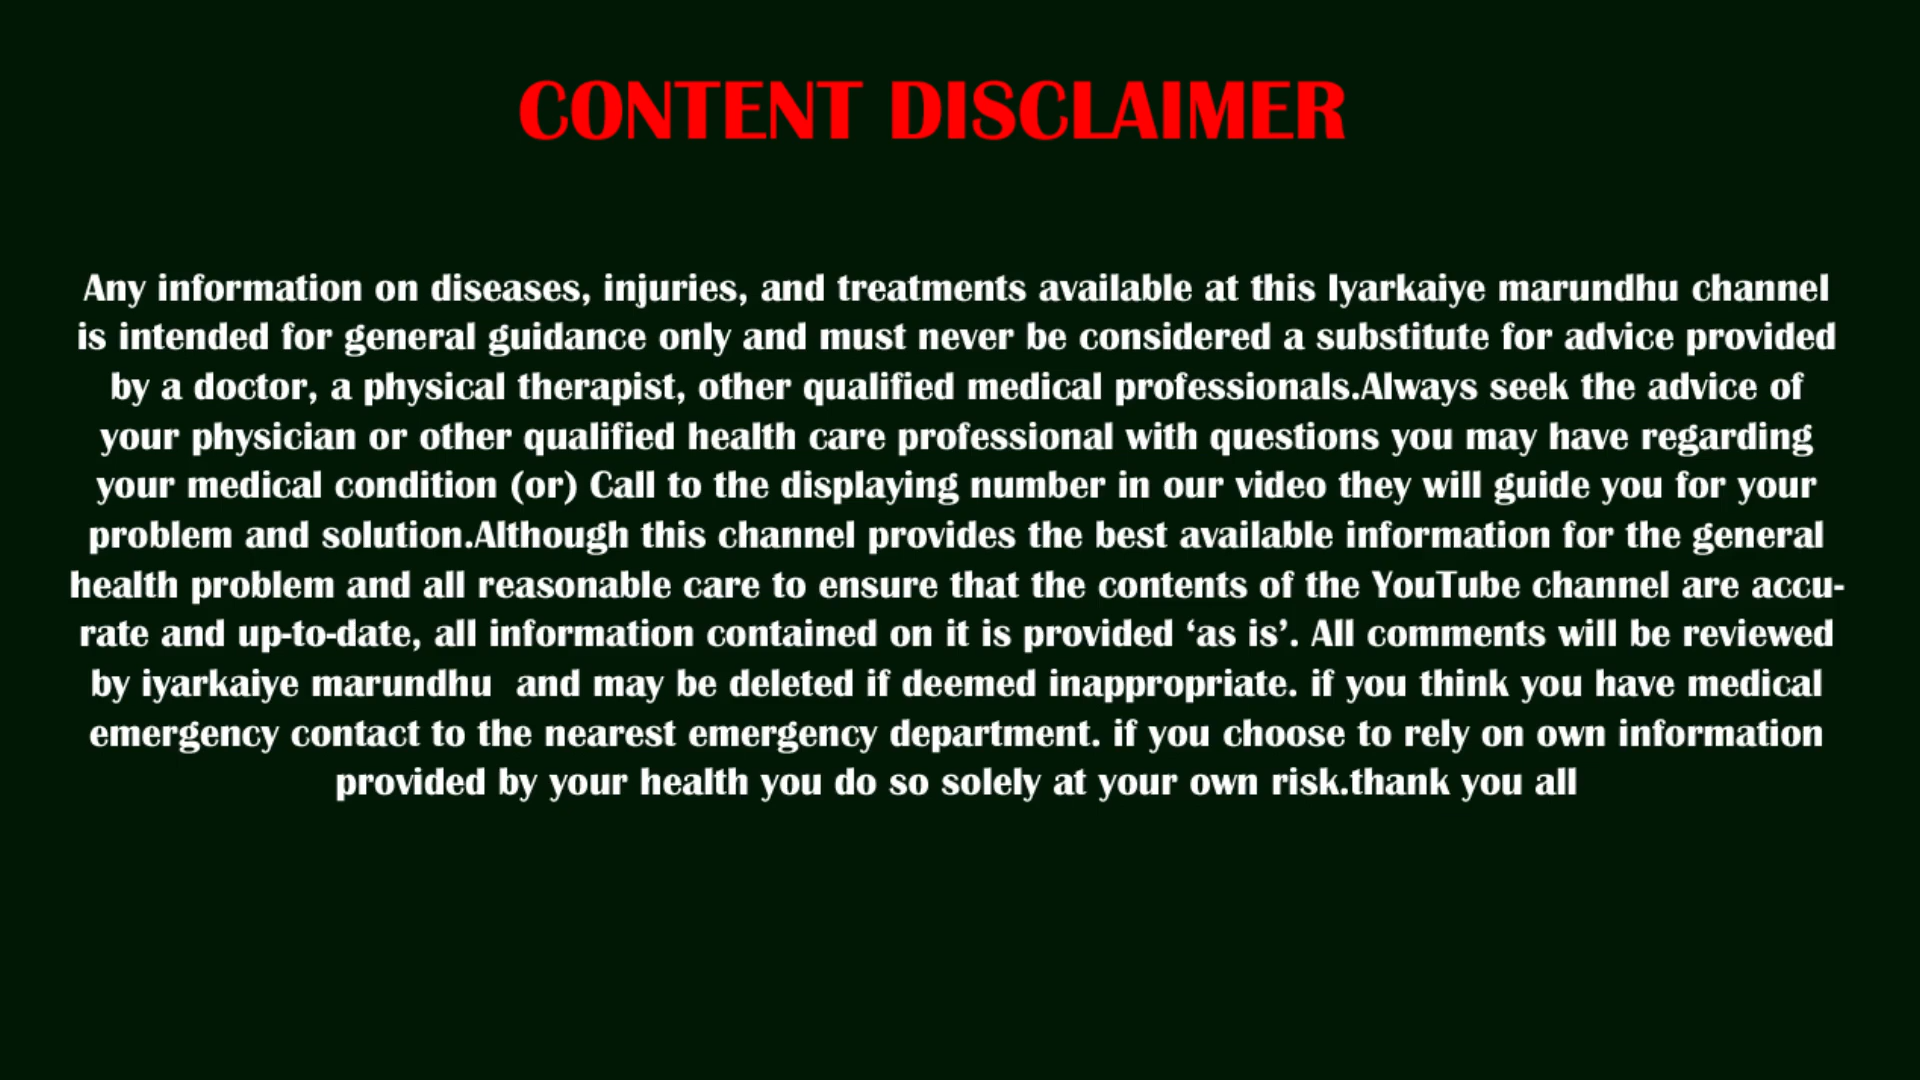 CONTENT DISCLAIMER
Any information on diseases, injuries, and treatments available at this Iyarkaiye marundhu channel
is intended for general guidance only and must never be considered a substitute for advice provided
by a doctor, a physical therapist, other qualified medical professionals.Always seek the advice of
your physician or other qualified health care professional with questions you may have regarding
your medical condition (or) Call to the displaying number in our video they will guide you for your
problem and solution.Although this channel provides the best available information for the general
health problem and all reasonable care to ensure that the contents of the YouTube channel are accu-
rate and up-to-date, all information contained on it is provided ‘as is’. All comments will be reviewed
by iyarkaiye marundhu  and may be deleted if deemed inappropriate. if you think you have medical
emergency contact to the nearest emergency department. if you choose to rely on own information
provided by your health you do so solely at your own risk.thank you all